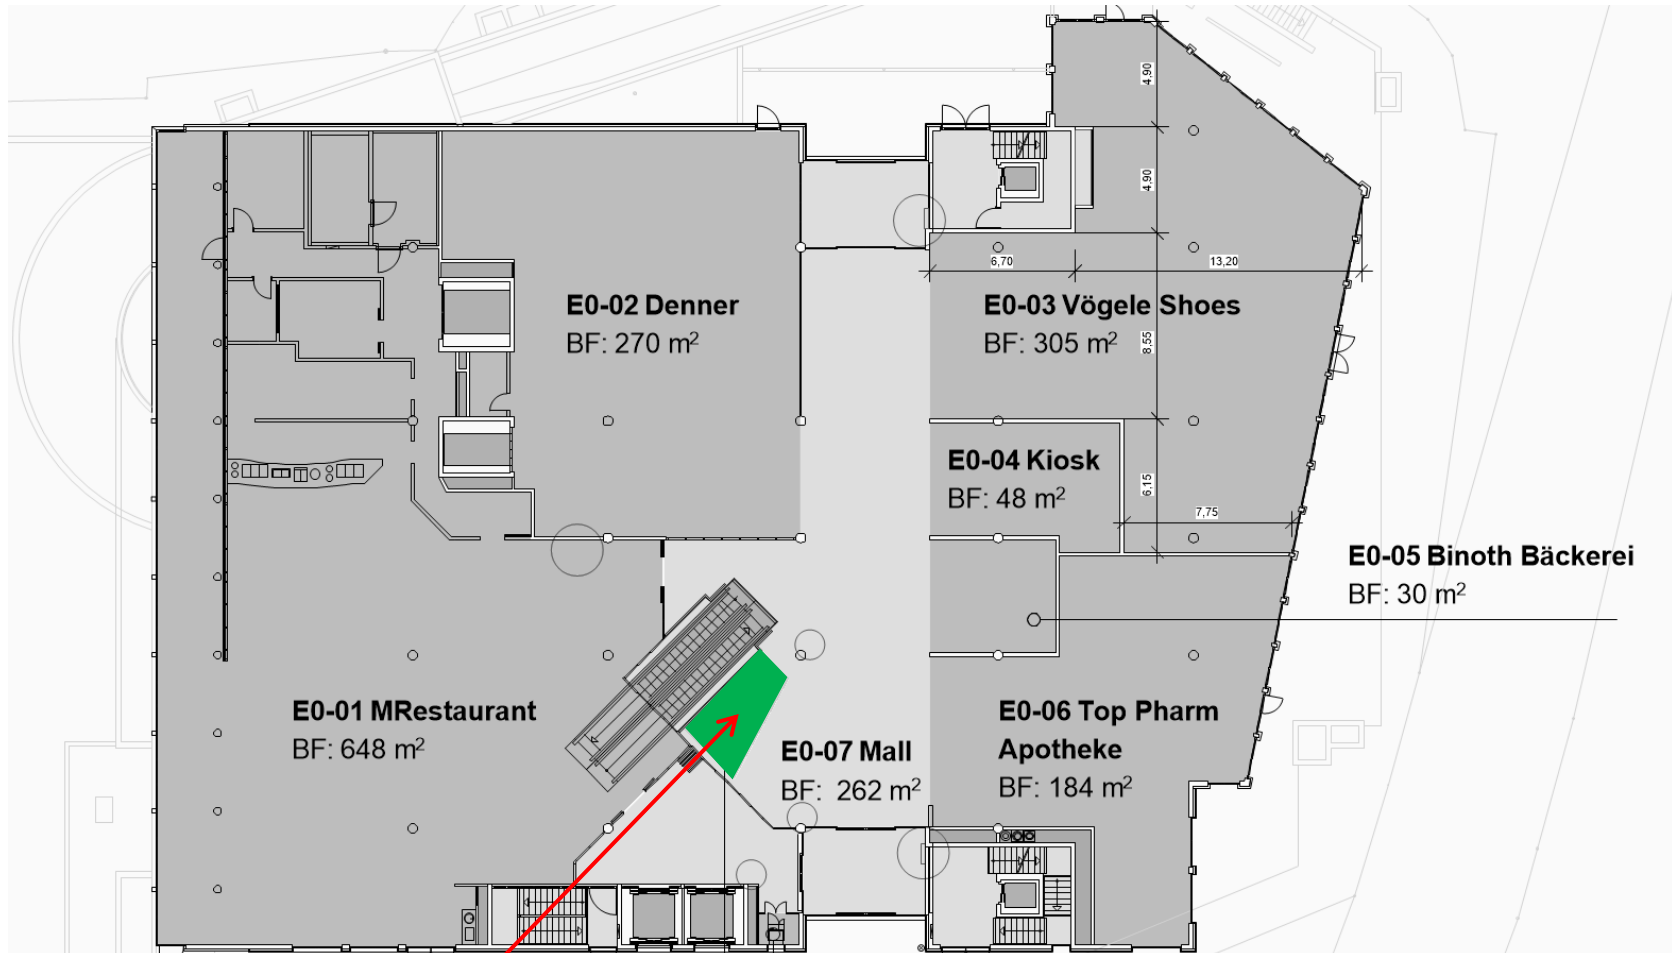 4,90
4,90
6,70
13,20
E0-02 Denner
BF: 270 m²
E0-03 Vögele Shoes
BF: 305 m²
8,55
E0-04 Kiosk
BF: 48 m²
6,15
7,75
E0-05 Binoth Bäckerei
BF: 30 m²
E0-01 MRestaurant
BF: 648 m²
E0-07 Mall
BF: 262 m²
E0-06 Top Pharm
Apotheke
BF: 184 m²